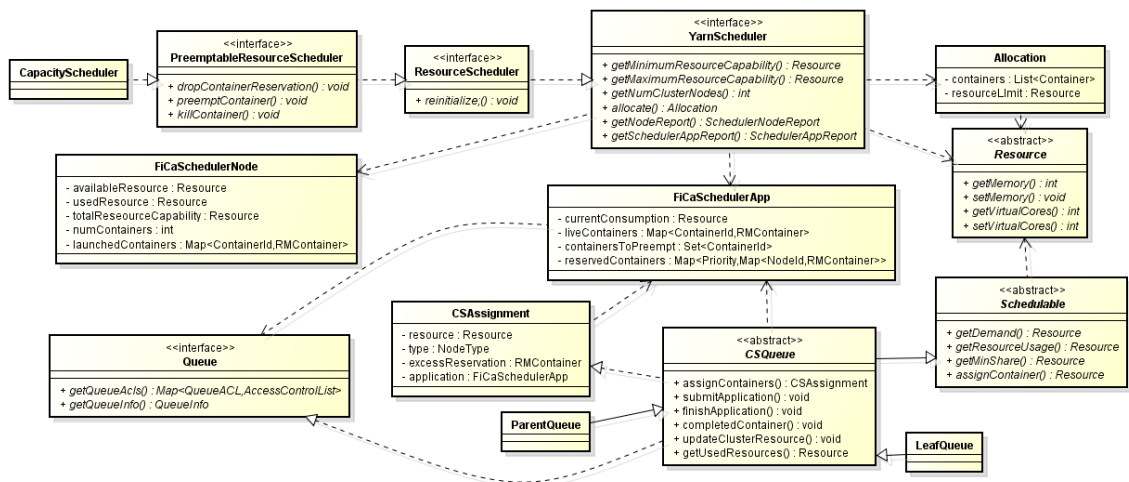 CapacityScheduler
<<interface>>
PreemptableResourceScheduler
+ dropContainerReservation() : void
+ preemptContainer() : void
+ killContainer() : void
<<interface>>
ResourceScheduler
+ reinitialize;() : void
<<interface>>
YarnScheduler
+ getMinimumResourceCapability() : Resource
+ getMaximumResourceCapability() : Resource
+ getNumClusterNodes() : int
+ allocate() : Allocation
+ getNodeReport() : SchedulerNodeReport
+ getSchedulerAppReport() : SchedulerAppReport
Allocation
- containers : List<Container>
- resourceLImit : Resource
<<abstract>>
Resource
+ getMemory() : int
+ setMemory() : void
+ getVirtualCores() : int
+ setVirtualCores() : int
FiCaSchedulerNode
- availableResource : Resource
- usedResource : Resource
- totalReseourceCapability : Resource
- numContainers : int
- launchedContainers : Map<ContainerId,RMContainer>
FiCaSchedulerApp
- currentConsumption : Resource
- liveContainers : Map<ContainerId,RMContainer>
- containersToPreempt : Set<ContainerId>
- reservedContainers : Map<Priority,Map<NodeId,RMContainer>>
<<abstract>>
Schedulable
+ getDemand() : Resource
+ getResourceUsage() : Resource
+ getMinShare() : Resource
+ assignContainer() : Resource
CSAssignment
- resource : Resource
- type : NodeType
- excessReservation : RMContainer
- application : FiCaSchedulerApp
<<interface>>
Queue
+ getQueueAcls() : Map<QueueACL,AccessControlList>
+ getQueueInfo() : QueueInfo
<<abstract>>
CSQueue
+ assignContainers() : CSAssignment
+ submitApplication() : void
+ finishApplication() : void
+ completedContainer() : void
+ updateClusterResource() : void
+ getUsedResources() : Resource
ParentQueue
LeafQueue